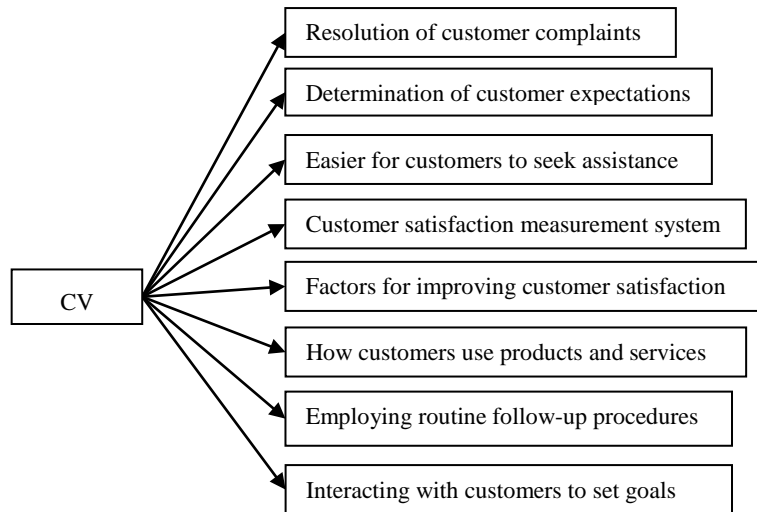 Resolution of customer complaints
Determination of customer expectations
Easier for customers to seek assistance
Customer satisfaction measurement system
CV
Factors for improving customer satisfaction
How customers use products and services
Employing routine follow-up procedures
Interacting with customers to set goals